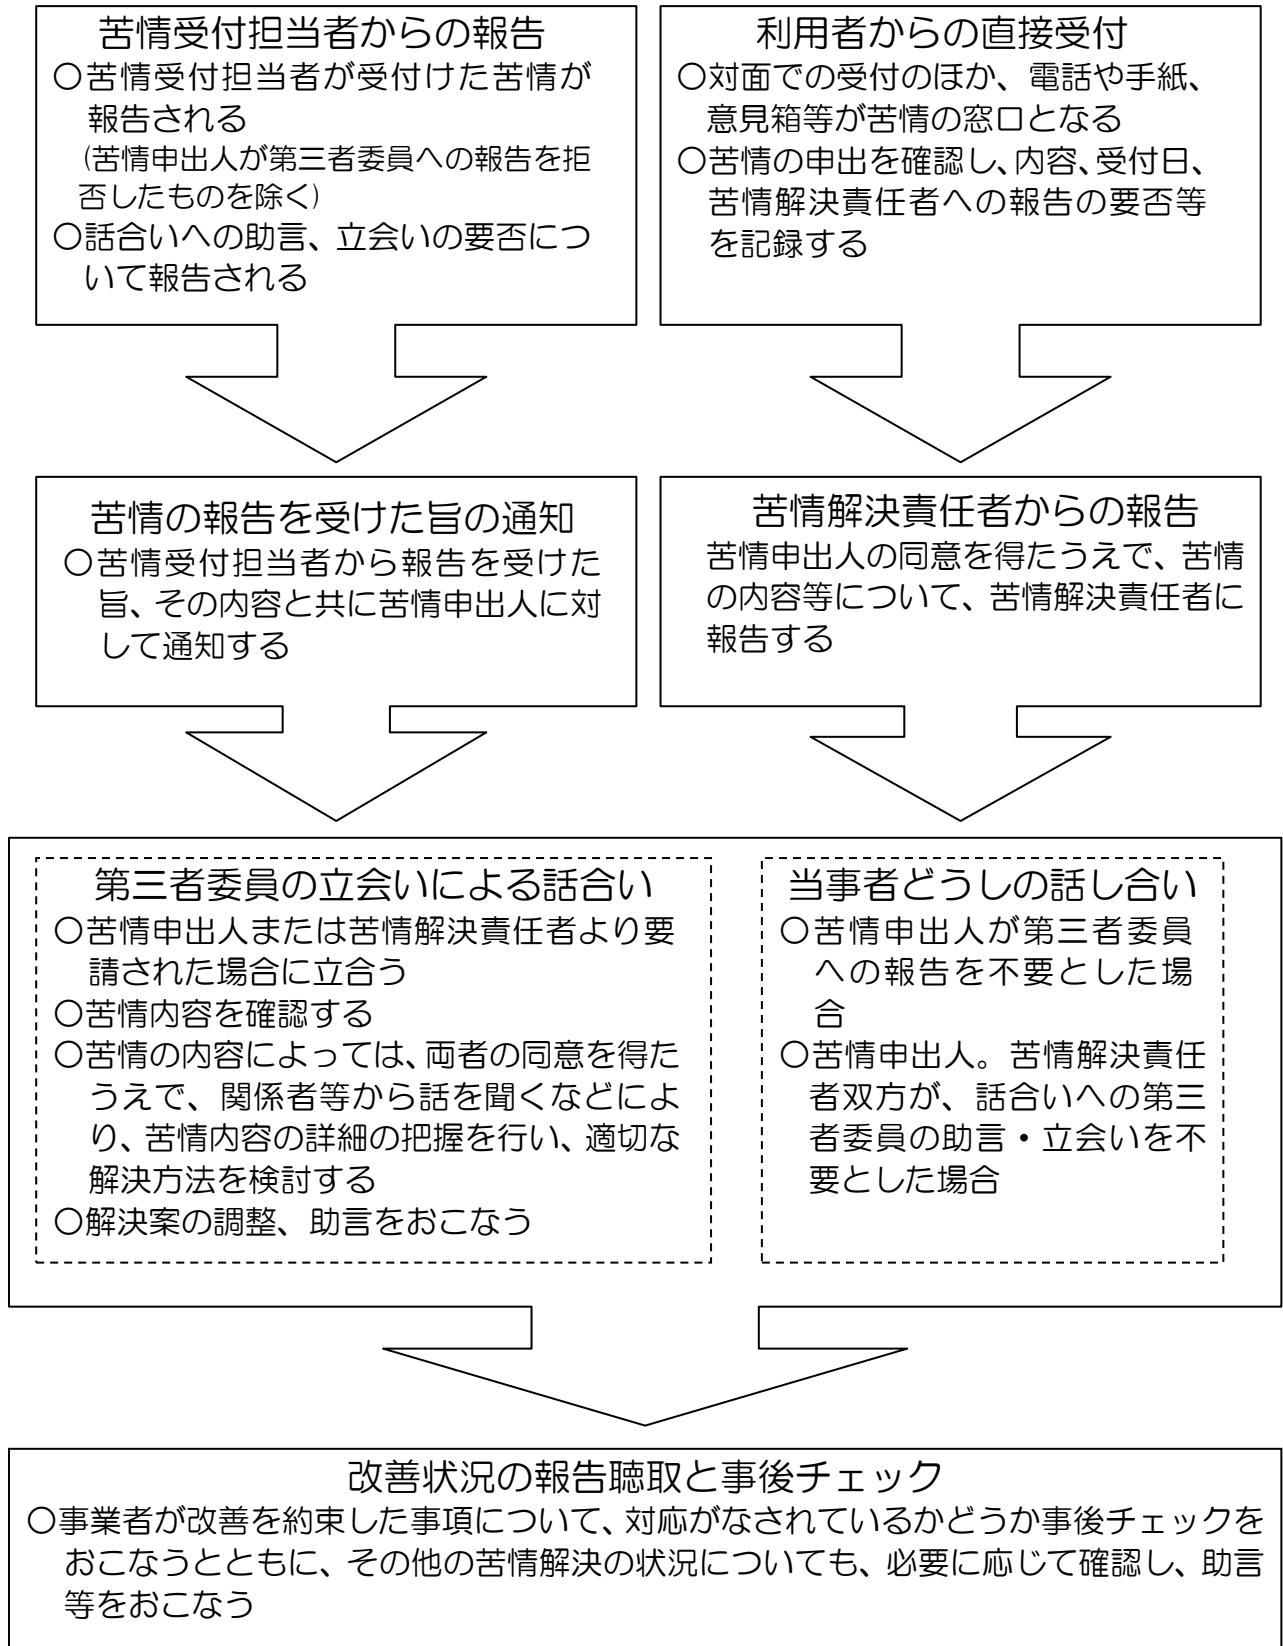 苦情受付担当者からの報告
○苦情受付担当者が受付けた苦情が
報告される
(苦情申出人が第三者委員への報告を拒
否したものを除く)
○話合いへの助言、立会いの要否につ
いて報告される
利用者からの直接受付
○対面での受付のほか、電話や手紙、
意見箱等が苦情の窓口となる
○苦情の申出を確認し、内容、受付日、
苦情解決責任者への報告の要否等
を記録する
苦情の報告を受けた旨の通知
○苦情受付担当者から報告を受けた
旨、その内容と共に苦情申出人に対
して通知する
苦情解決責任者からの報告
苦情申出人の同意を得たうえで、苦情
の内容等について、苦情解決責任者に
報告する
第三者委員の立会いによる話合い
○苦情申出人または苦情解決責任者より要
請された場合に立合う
○苦情内容を確認する
○苦情の内容によっては、両者の同意を得た
うえで、関係者等から話を聞くなどによ
り、苦情内容の詳細の把握を行い、適切な
解決方法を検討する
○解決案の調整、助言をおこなう
当事者どうしの話し合い
○苦情申出人が第三者委員
への報告を不要とした場
合
○苦情申出人。苦情解決責任
者双方が、話合いへの第三
者委員の助言・立会いを不
要とした場合
改善状況の報告聴取と事後チェック
○事業者が改善を約束した事項について、対応がなされているかどうか事後チェックを
おこなうとともに、その他の苦情解決の状況についても、必要に応じて確認し、助言
等をおこなう